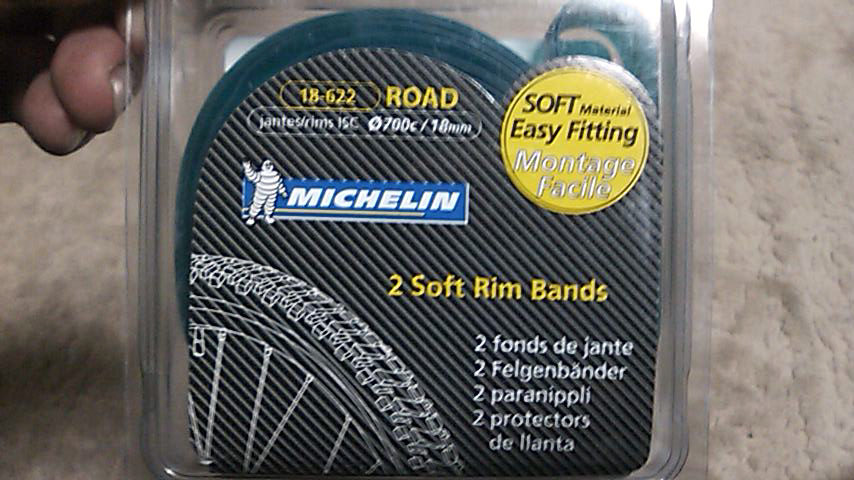 18-622 ROAD
jantes/rims ISC Ø700c / 18mm
SOFT Material
Easy Fitting
Montage
Facile
MICHELIN
2 Soft Rim Bands
2 fonds de jante
2 Felgenbänder
2 paranippli
2 protectors
de llanta